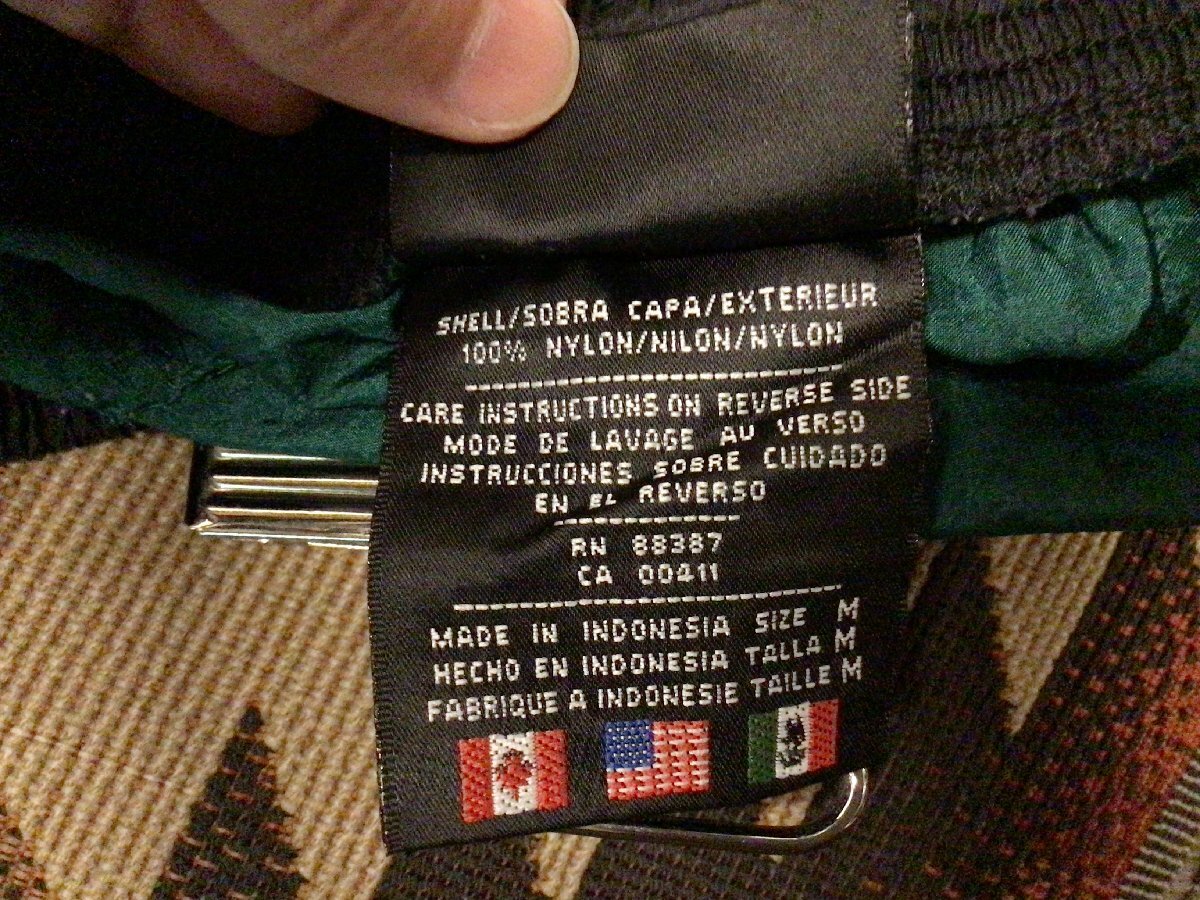 SHELL/SOBRA CAPA/EXTERIEUR
100% NYLON/NILON/NYLON
CARE INSTRUCTIONS ON REVERSE SIDE
MODE DE LAVAGE AU VERSO
INSTRUCCIONES SOBRE CUIDADO
EN EL REVERSO
RN 88387
CA 00411
MADE IN INDONESIA SIZE M
HECHO EN INDONESIA TALLA M
FABRIQUE A INDONESIE TAILLE M